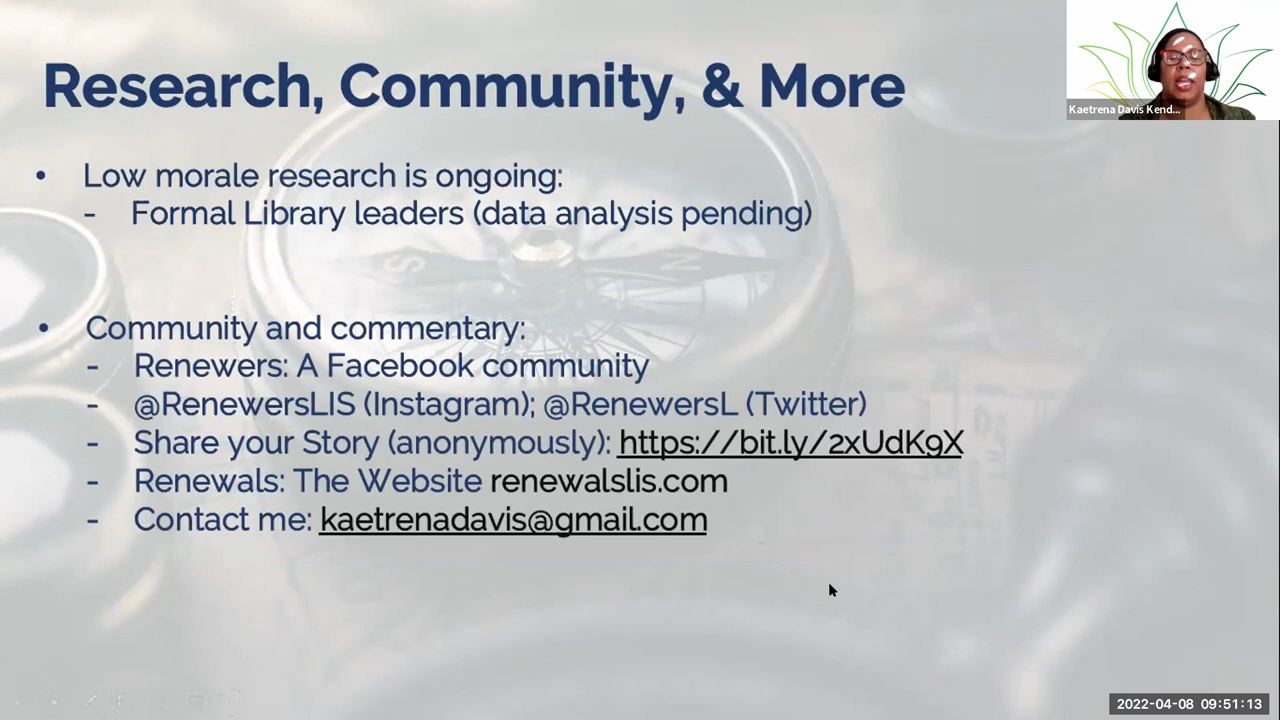 Research, Community, & More
Kaetrena Davis Kend...
• Low morale research is ongoing:
- Formal Library leaders (data analysis pending)
• Community and commentary:
- Renewers: A Facebook community
- @RenewersLIS (Instagram); @RenewersL (Twitter)
- Share your Story (anonymously): https://bit.ly/2xUdK9X
- Renewals: The Website renewalslis.com
- Contact me: kaetrenadavis@gmail.com
2022-04-08 09:51:13
S
N